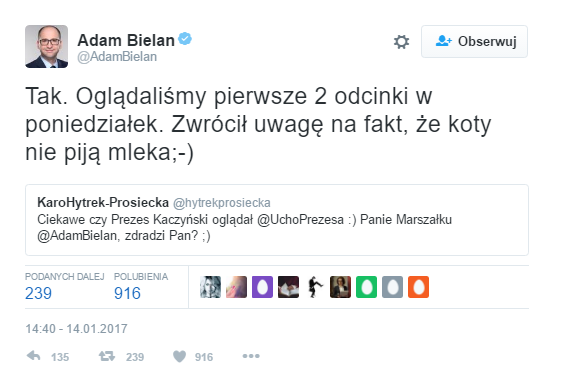 Adam Bielan
@AdamBielan
Obserwuj
Tak. Oglądaliśmy pierwsze 2 odcinki w
poniedziałek. Zwrócił uwagę na fakt, że koty
nie piją mleka;-)
KaroHytrek-Prosiecka @hytrekprosiecka
Ciekawe czy Prezes Kaczyński oglądał @UchoPrezesa :) Panie Marszałku
@AdamBielan, zdradzi Pan? ;)
PODANYCH DALEJ POLUBIENIA
239 916
14:40 - 14.01.2017
135 239 916